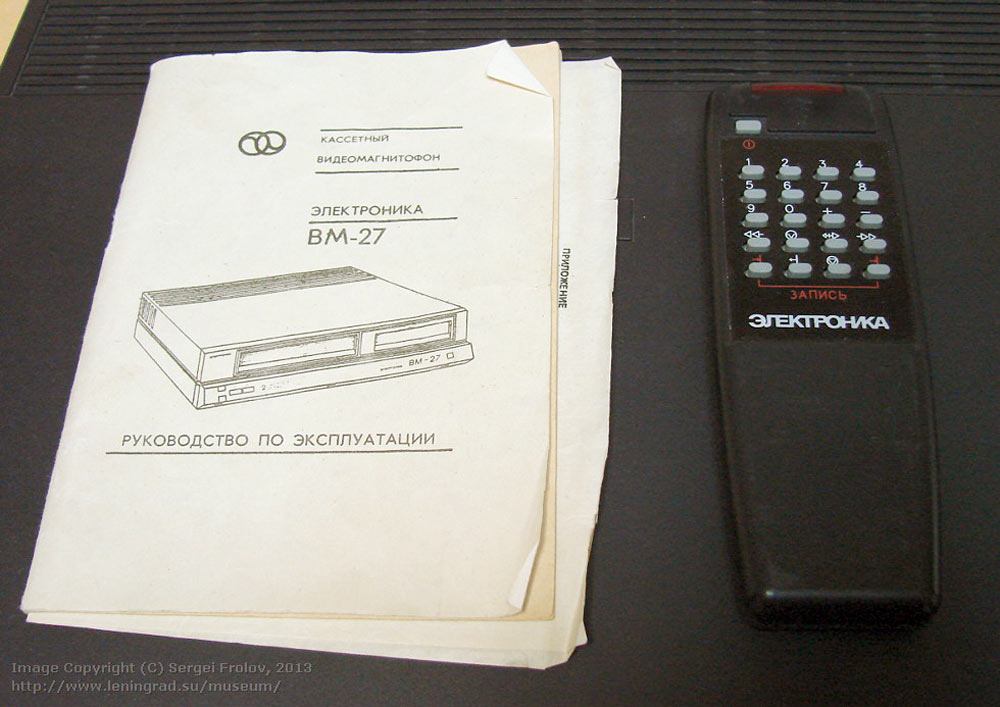 КАССЕТНЫЙ
ВИДЕОМАГНИТОФОН
ЭЛЕКТРОНИКА
ВМ-27
ВМ-27
РУКОВОДСТВО ПО ЭКСПЛУАТАЦИИ
ПРИЛОЖЕНИЕ
1 2 3 4
5 6 7 8
9 0 + −
ЗАПИСЬ
ЭЛЕКТРОНИКА
Image Copyright (C) Sergei Frolov, 2013
http://www.leningrad.su/museum/